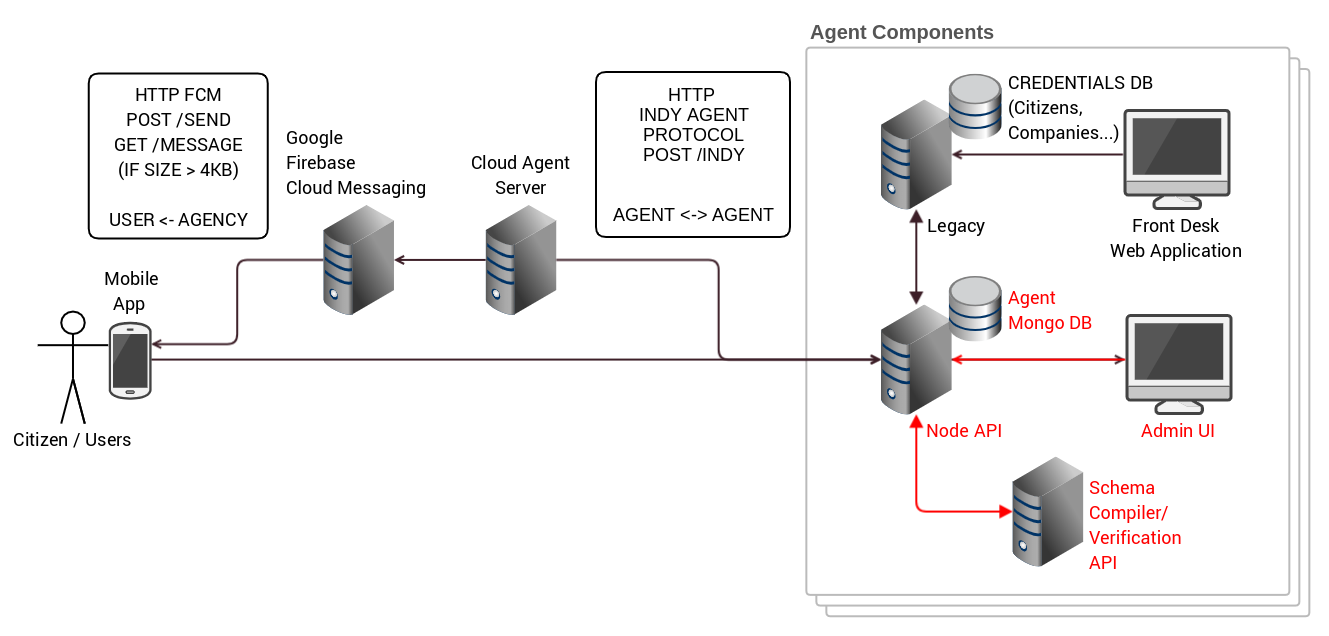 Agent Components
HTTP FCM
POST /SEND
GET /MESSAGE
(IF SIZE > 4KB)
USER <- AGENCY
Google
Firebase
Cloud Messaging
Cloud Agent
Server
HTTP
INDY AGENT
PROTOCOL
POST /INDY
AGENT <-> AGENT
CREDENTIALS DB
(Citizens,
Companies...)
Front Desk
Web Application
Legacy
Mobile
App
Citizen / Users
Agent
Mongo DB
Node API
Admin UI
Schema
Compiler/
Verification
API